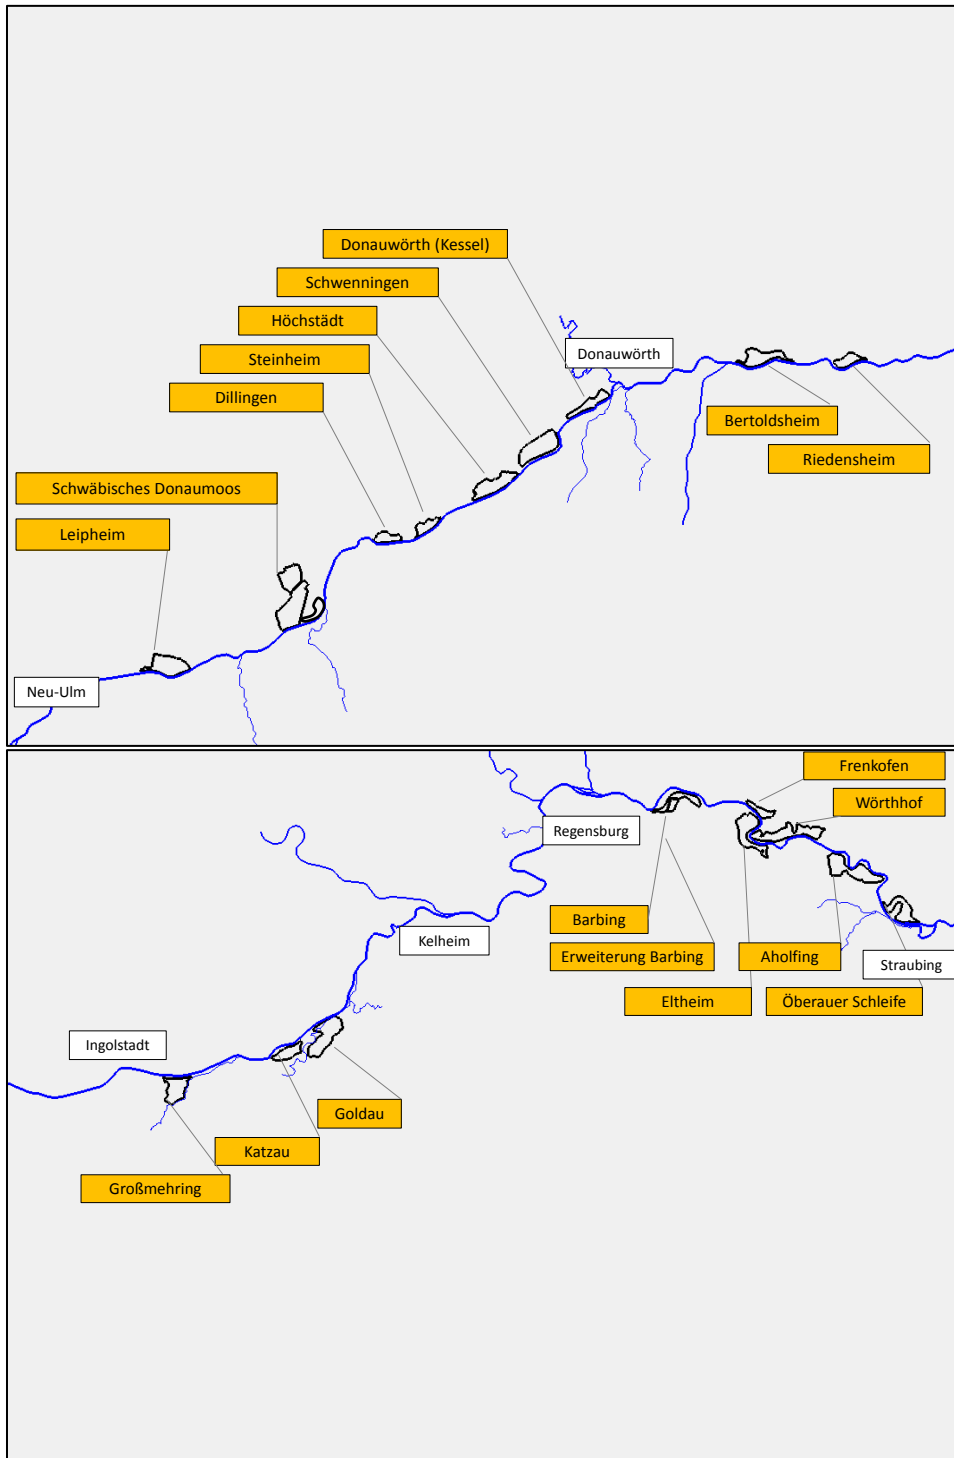 Donauwörth (Kessel)
Schwenningen
Höchstädt
Donauwörth
Steinheim
Dillingen
Bertoldsheim
Riedensheim
Schwäbisches Donaumoos
Leipheim
Neu-Ulm
Frenkofen
Wörthhof
Regensburg
Barbing
Kelheim
Erweiterung Barbing
Aholfing
Straubing
Eltheim
Öberauer Schleife
Ingolstadt
Goldau
Katzau
Großmehring